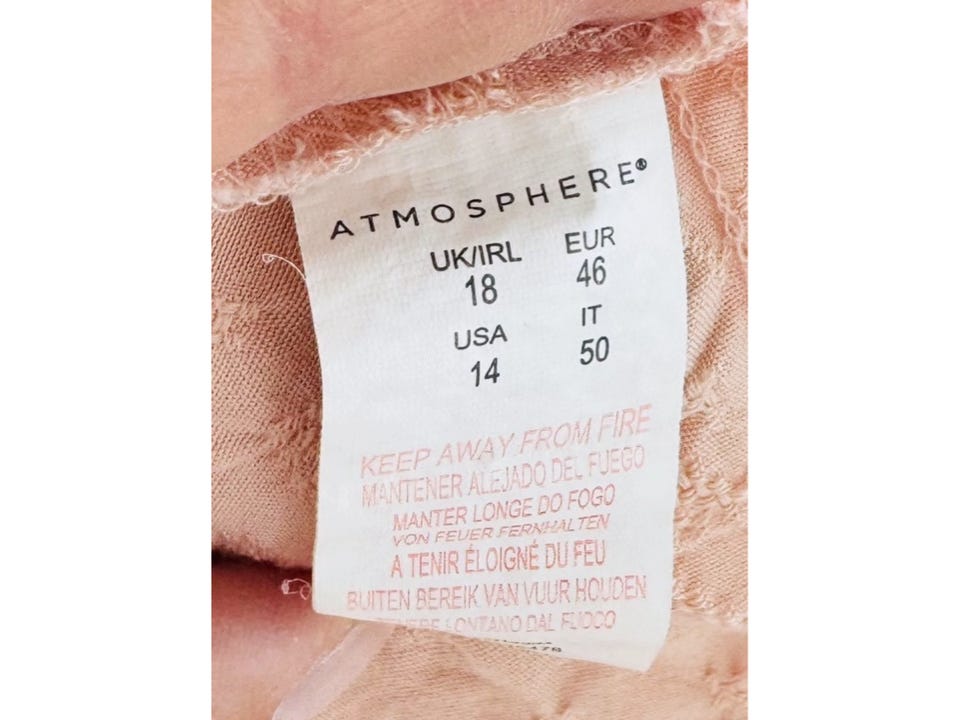 ATMOSPHERE®
UK/IRL EUR
18 46
USA IT
14 50
KEEP AWAY FROM FIRE
MANTENER ALEJADO DEL FUEGO
MANTER LONGE DO FOGO
VON FEUER FERNHALTEN
A TENIR ÉLOIGNÉ DU FEU
BUITEN BEREIK VAN VUUR HOUDEN
TENERE LONTANO DAL FUOCO